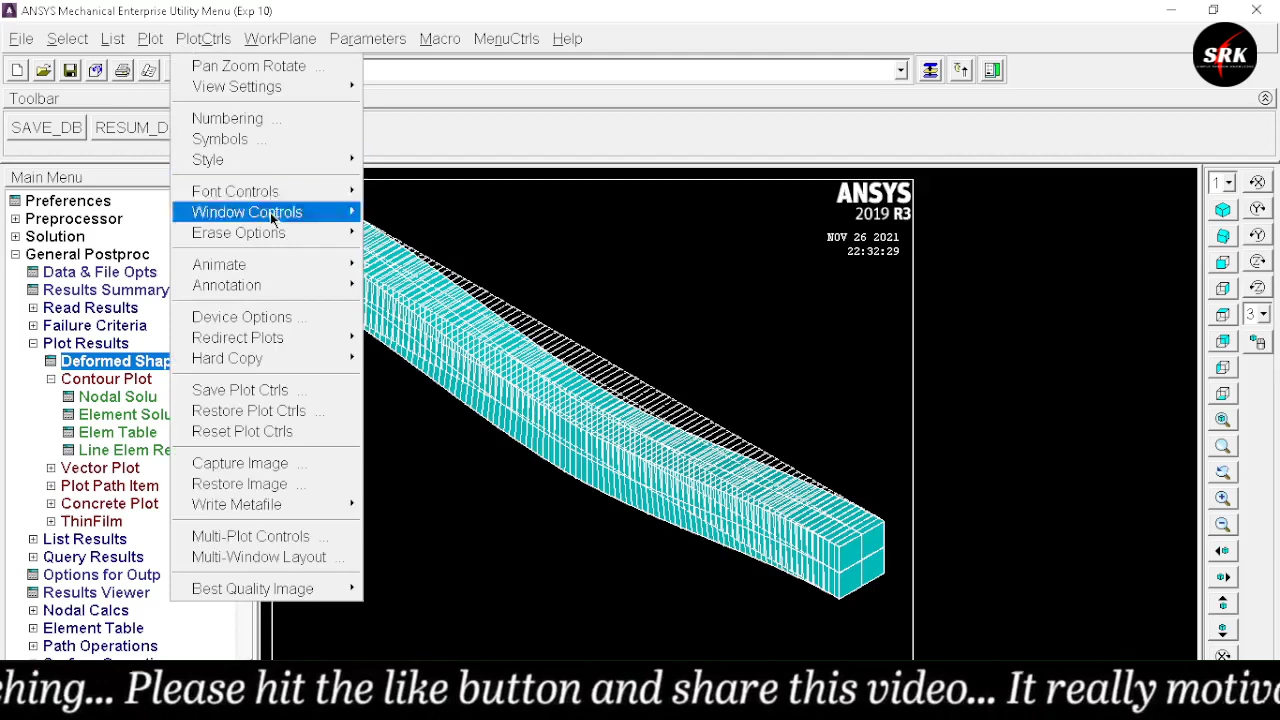 ANSYS Mechanical Enterprise Utility Menu (Exp 10)
File Select List Plot PlotCtrls WorkPlane Parameters Macro MenuCtrls Help
SRK
Toolbar
SAVE_DB RESUM_D
Main Menu
Preferences
Preprocessor
Solution
General Postproc
Data & File Opts
Results Summary
Read Results
Failure Criteria
Plot Results
Deformed Shap
Contour Plot
Nodal Solu
Element Solu
Elem Table
Line Elem Re
Vector Plot
Plot Path Item
Concrete Plot
ThinFilm
List Results
Query Results
Options for Outp
Results Viewer
Nodal Calcs
Element Table
Path Operations
Pan Zoom Rotate ...
View Settings
Numbering ...
Symbols ...
Style
Font Controls
Window Controls
Erase Options
Animate
Annotation
Device Options ...
Redirect Plots
Hard Copy
Save Plot Ctrls ...
Restore Plot Ctrls ...
Reset Plot Ctrls
Capture Image ...
Restore Image ...
Write Metafile
Multi-Plot Controls ...
Multi-Window Layout ...
Best Quality Image
ANSYS
2019 R3
NOV 26 2021
22:32:29
1
3
ching... Please hit the like button and share this video... It really motiva